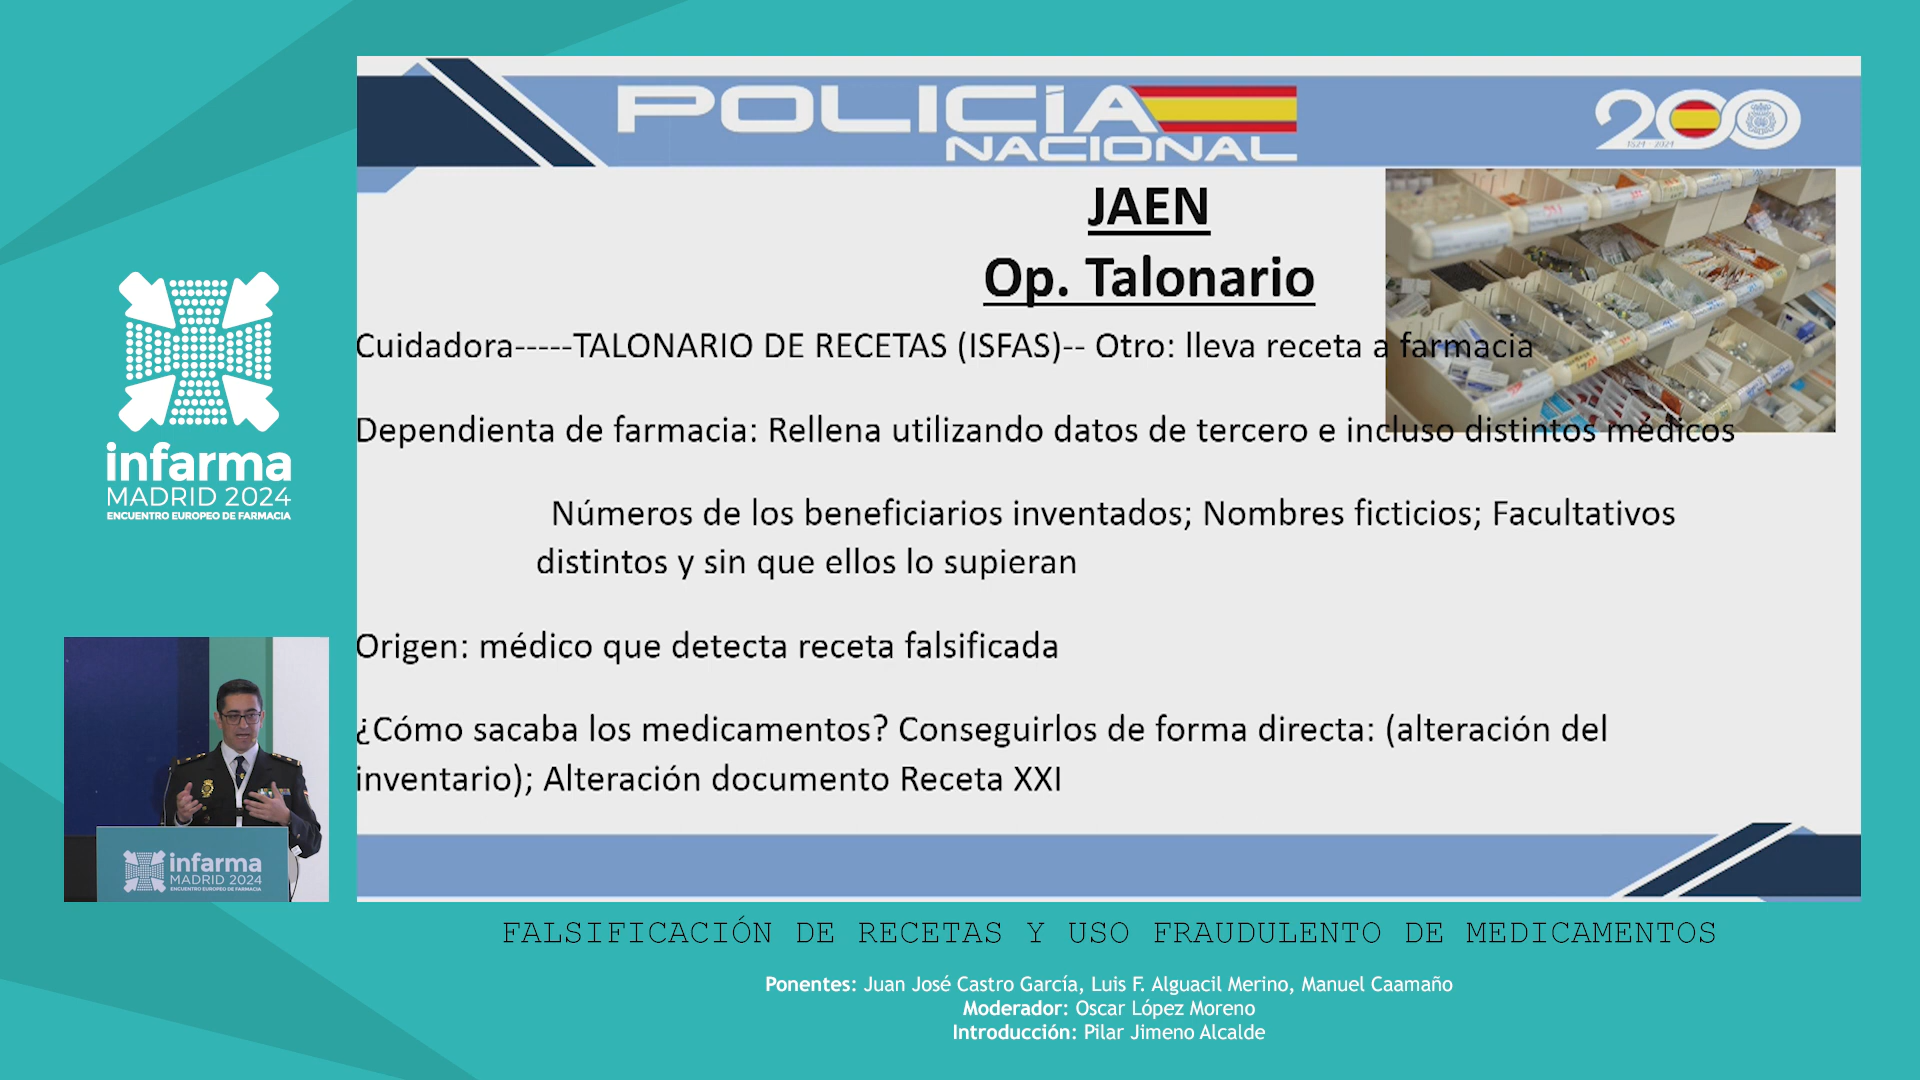 POLICÍA
NACIONAL
200
1824 - 2024
JAEN
Op. Talonario
Cuidadora-----TALONARIO DE RECETAS (ISFAS)-- Otro: lleva receta a farmacia
Dependienta de farmacia: Rellena utilizando datos de tercero e incluso distintos médicos
Números de los beneficiarios inventados; Nombres ficticios; Facultativos
distintos y sin que ellos lo supieran
Origen: médico que detecta receta falsificada
¿Cómo sacaba los medicamentos? Conseguirlos de forma directa: (alteración del
inventario); Alteración documento Receta XXI
infarma
MADRID 2024
ENCUENTRO EUROPEO DE FARMACIA
infarma
MADRID 2024
ENCUENTRO EUROPEO DE FARMACIA
FALSIFICACIÓN DE RECETAS Y USO FRAUDULENTO DE MEDICAMENTOS
Ponentes: Juan José Castro García, Luis F. Alguacil Merino, Manuel Caamaño
Moderador: Oscar López Moreno
Introducción: Pilar Jimeno Alcalde